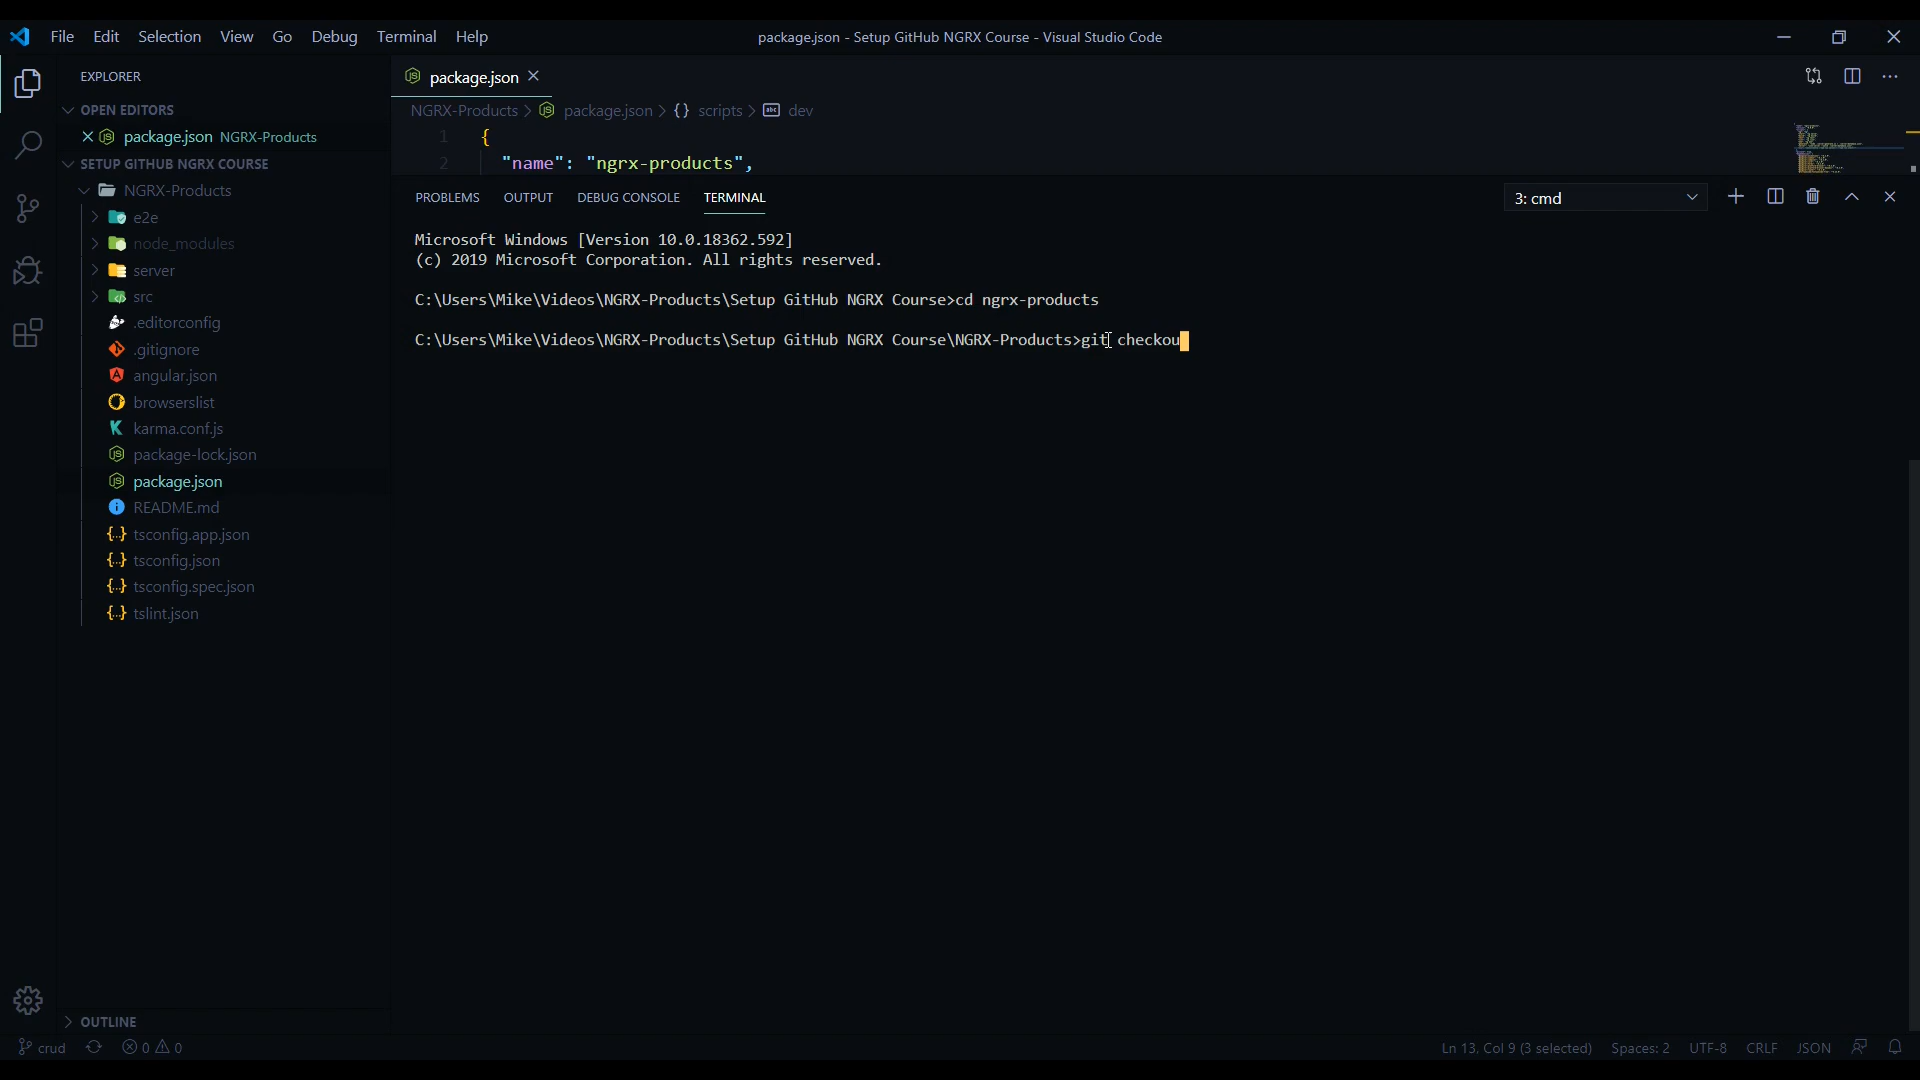 File Edit Selection View Go Debug Terminal Help
package.json - Setup GitHub NGRX Course - Visual Studio Code
EXPLORER
OPEN EDITORS
package.json NGRX-Products
SETUP GITHUB NGRX COURSE
NGRX-Products
e2e
node_modules
server
src
.editorconfig
.gitignore
angular.json
browserslist
karma.conf.js
package-lock.json
package.json
README.md
tsconfig.app.json
tsconfig.json
tsconfig.spec.json
tslint.json
OUTLINE
package.json
NGRX-Products > package.json > {} scripts > dev
1 {
2 "name": "ngrx-products",
PROBLEMS OUTPUT DEBUG CONSOLE TERMINAL
3: cmd
Microsoft Windows [Version 10.0.18362.592]
(c) 2019 Microsoft Corporation. All rights reserved.
C:\Users\Mike\Videos\NGRX-Products\Setup GitHub NGRX Course>cd ngrx-products
C:\Users\Mike\Videos\NGRX-Products\Setup GitHub NGRX Course\NGRX-Products>git checkou
crud 0 0
Ln 13, Col 9 (3 selected) Spaces: 2 UTF-8 CRLF JSON